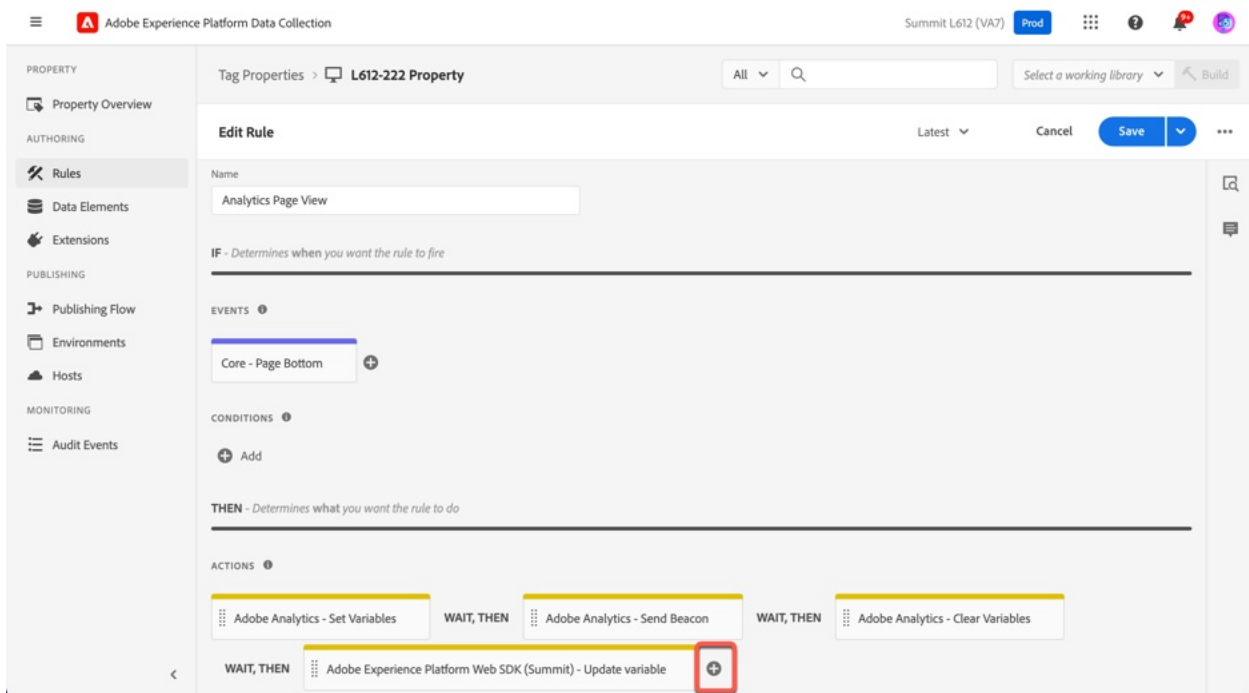 Adobe Experience Platform Data Collection
Summit L612 (VA7)
Prod
9+
PROPERTY
Property Overview
AUTHORING
Rules
Data Elements
Extensions
PUBLISHING
Publishing Flow
Environments
Hosts
MONITORING
Audit Events
Tag Properties > L612-222 Property
All
Select a working library
Build
Edit Rule
Latest
Cancel
Save
Name
Analytics Page View
IF - Determines when you want the rule to fire
EVENTS
Core - Page Bottom
CONDITIONS
Add
THEN - Determines what you want the rule to do
ACTIONS
Adobe Analytics - Set Variables WAIT, THEN Adobe Analytics - Send Beacon WAIT, THEN Adobe Analytics - Clear Variables
WAIT, THEN Adobe Experience Platform Web SDK (Summit) - Update variable